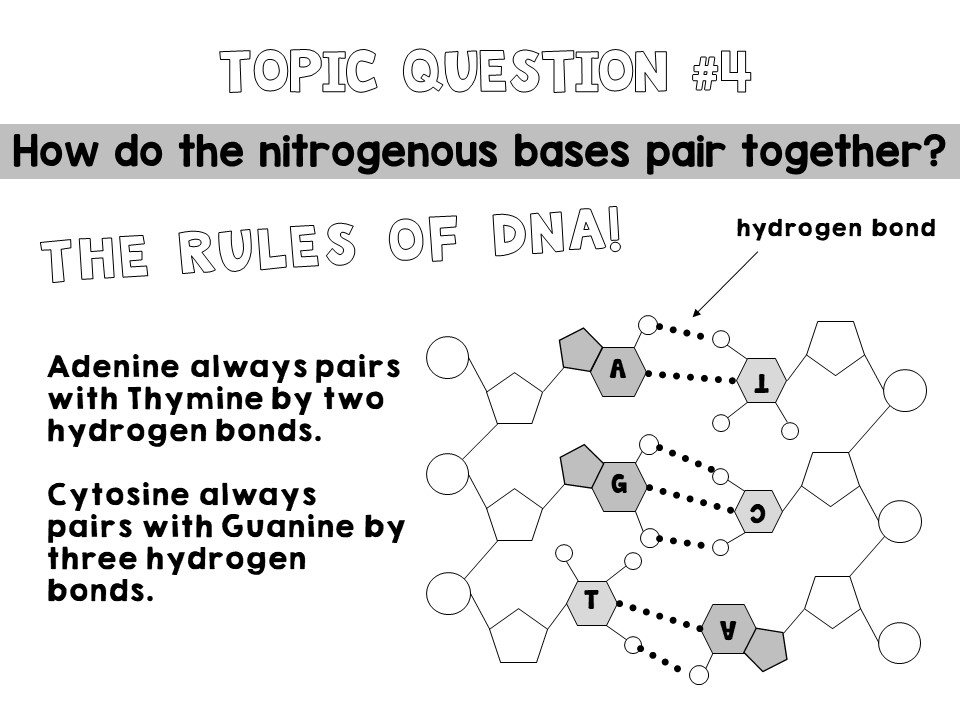 TOPIC QUESTION #4
How do the nitrogenous bases pair together?
THE RULES OF DNA!
hydrogen bond
Adenine always pairs
with Thymine by two
hydrogen bonds.
Cytosine always
pairs with Guanine by
three hydrogen
bonds.
A
T
G
C
T
A